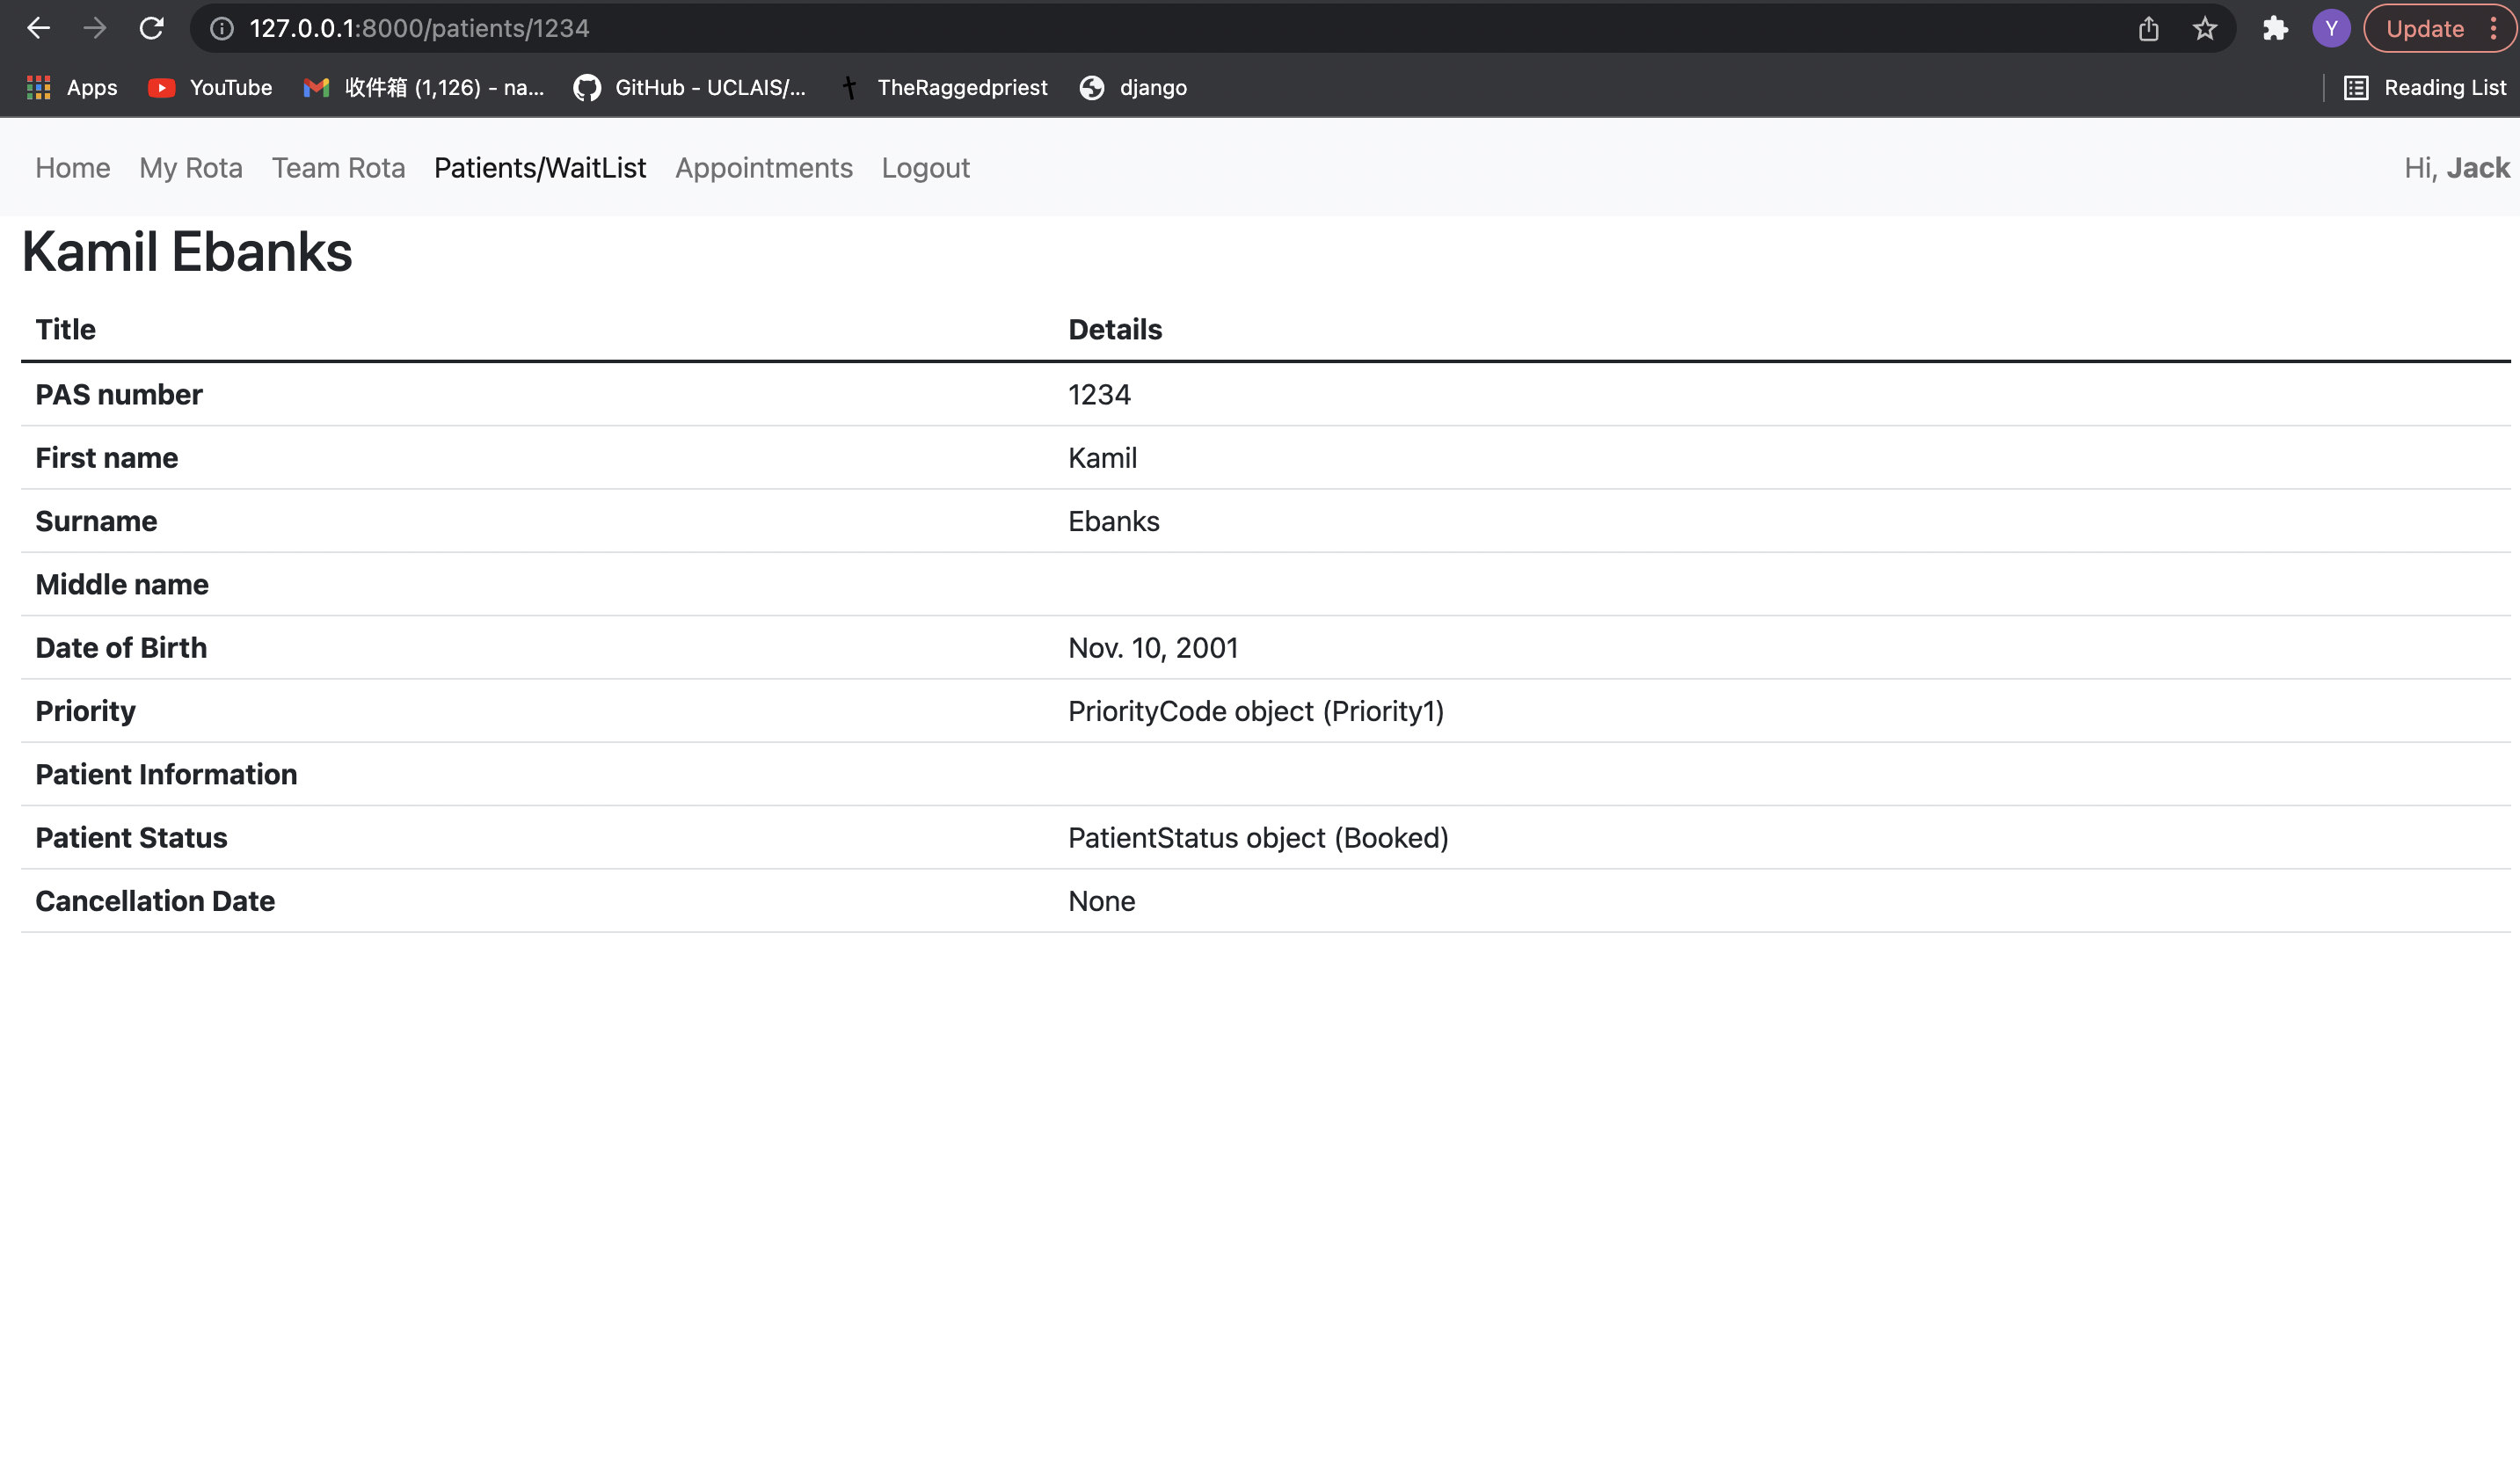 127.0.0.1:8000/patients/1234 Y Update
Apps YouTube 收件箱 (1,126) - na... GitHub - UCLAIS/... TheRaggedpriest django Reading List
Home My Rota Team Rota Patients/WaitList Appointments Logout Hi, Jack
Kamil Ebanks
Title Details
PAS number 1234
First name Kamil
Surname Ebanks
Middle name
Date of Birth Nov. 10, 2001
Priority PriorityCode object (Priority1)
Patient Information
Patient Status PatientStatus object (Booked)
Cancellation Date None